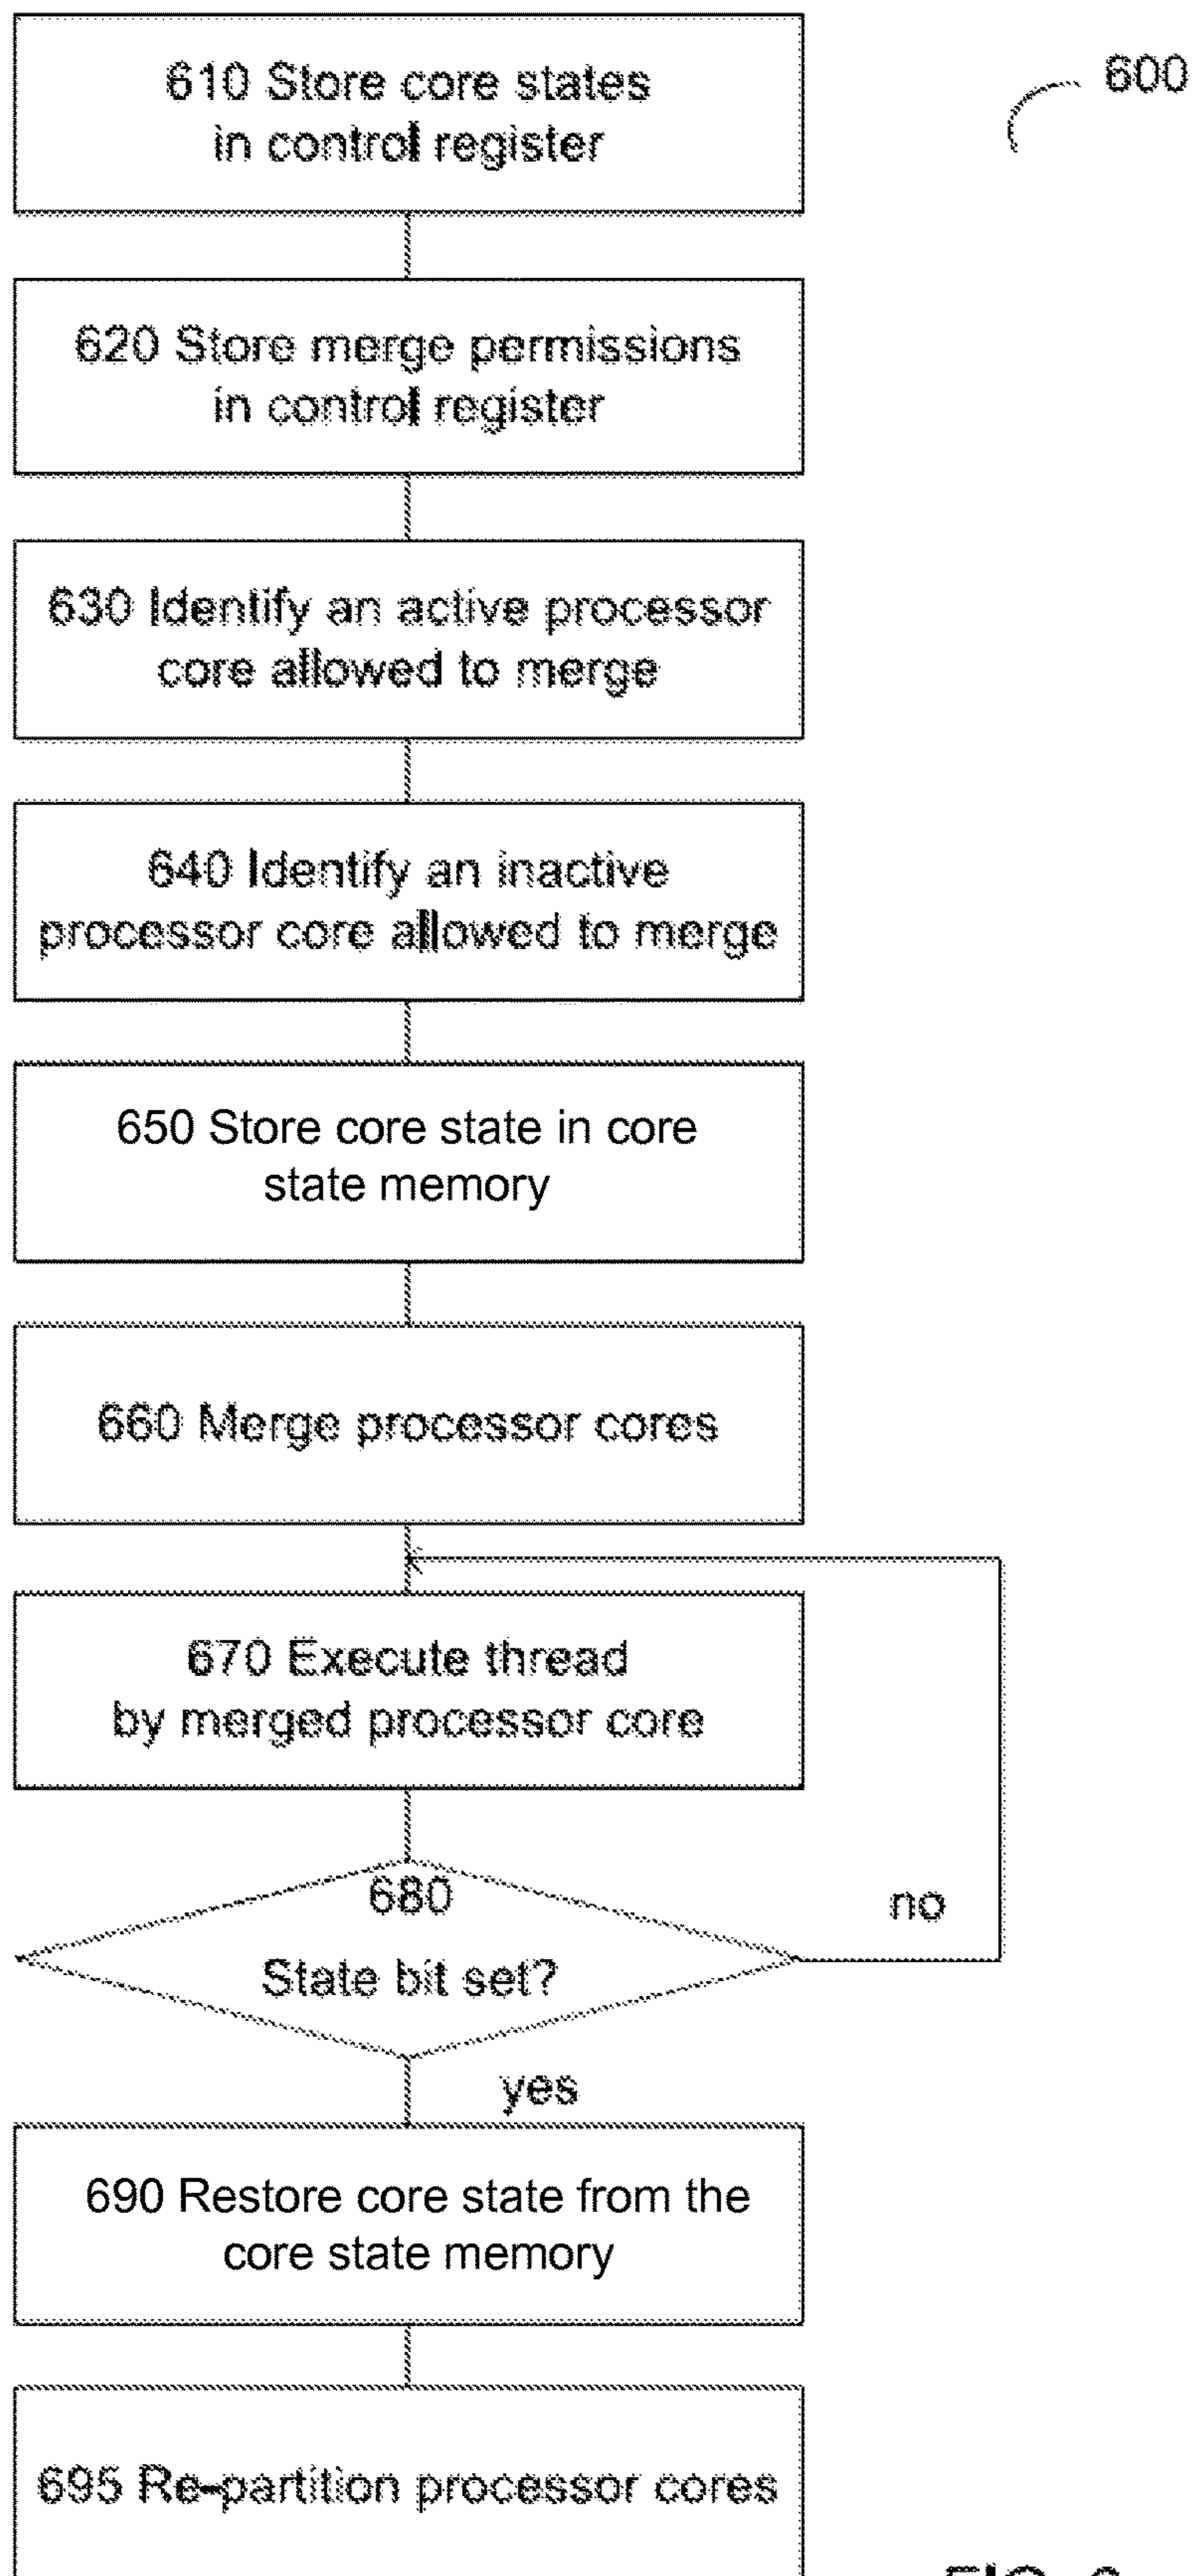 610 Store core states
in control register
600
620 Store merge permissions
in control register
630 Identify an active processor
core allowed to merge
640 Identify an inactive
processor core allowed to merge
650 Store core state in core
state memory
660 Merge processor cores
670 Execute thread
by merged processor core
680
State bit set?
no
yes
690 Restore core state from the
core state memory
695 Re-partition processor cores